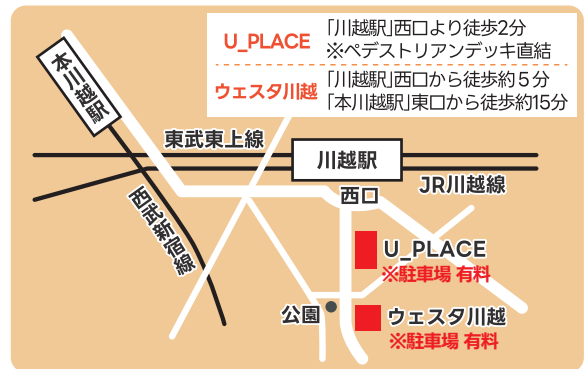 U_PLACE 「川越駅」西口より徒歩2分
※ペデストリアンデッキ直結
ウェスタ川越 「川越駅」西口から徒歩約5分
「本川越駅」東口から徒歩約15分
本川越駅
東武東上線
川越駅
JR川越線
西口
西武新宿線
U_PLACE
※駐車場 有料
公園
ウェスタ川越
※駐車場 有料